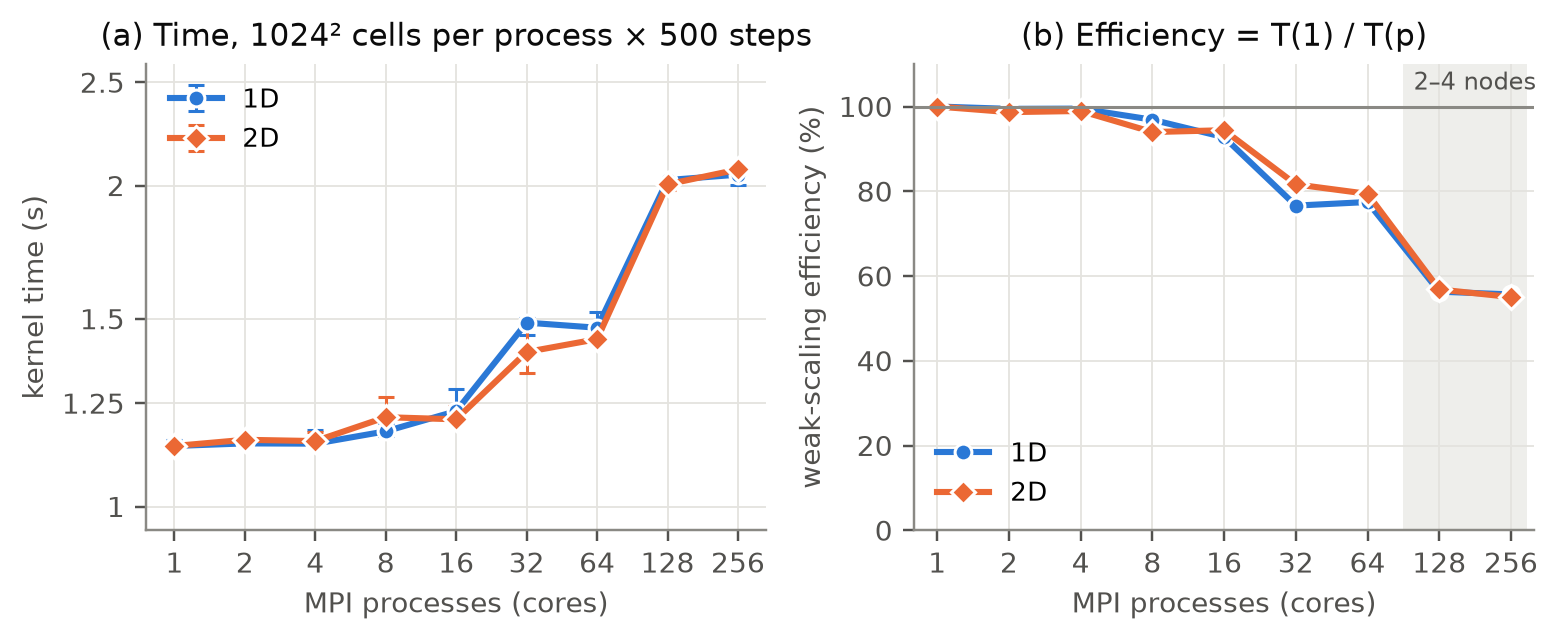 (a) Time, 1024² cells per process × 500 steps
kernel time (s)
2.5
2
1.5
1.25
1
1D
2D
1 2 4 8 16 32 64 128 256
MPI processes (cores)
(b) Efficiency = T(1) / T(p)
weak-scaling efficiency (%)
100
80
60
40
20
0
2–4 nodes
1D
2D
1 2 4 8 16 32 64 128 256
MPI processes (cores)